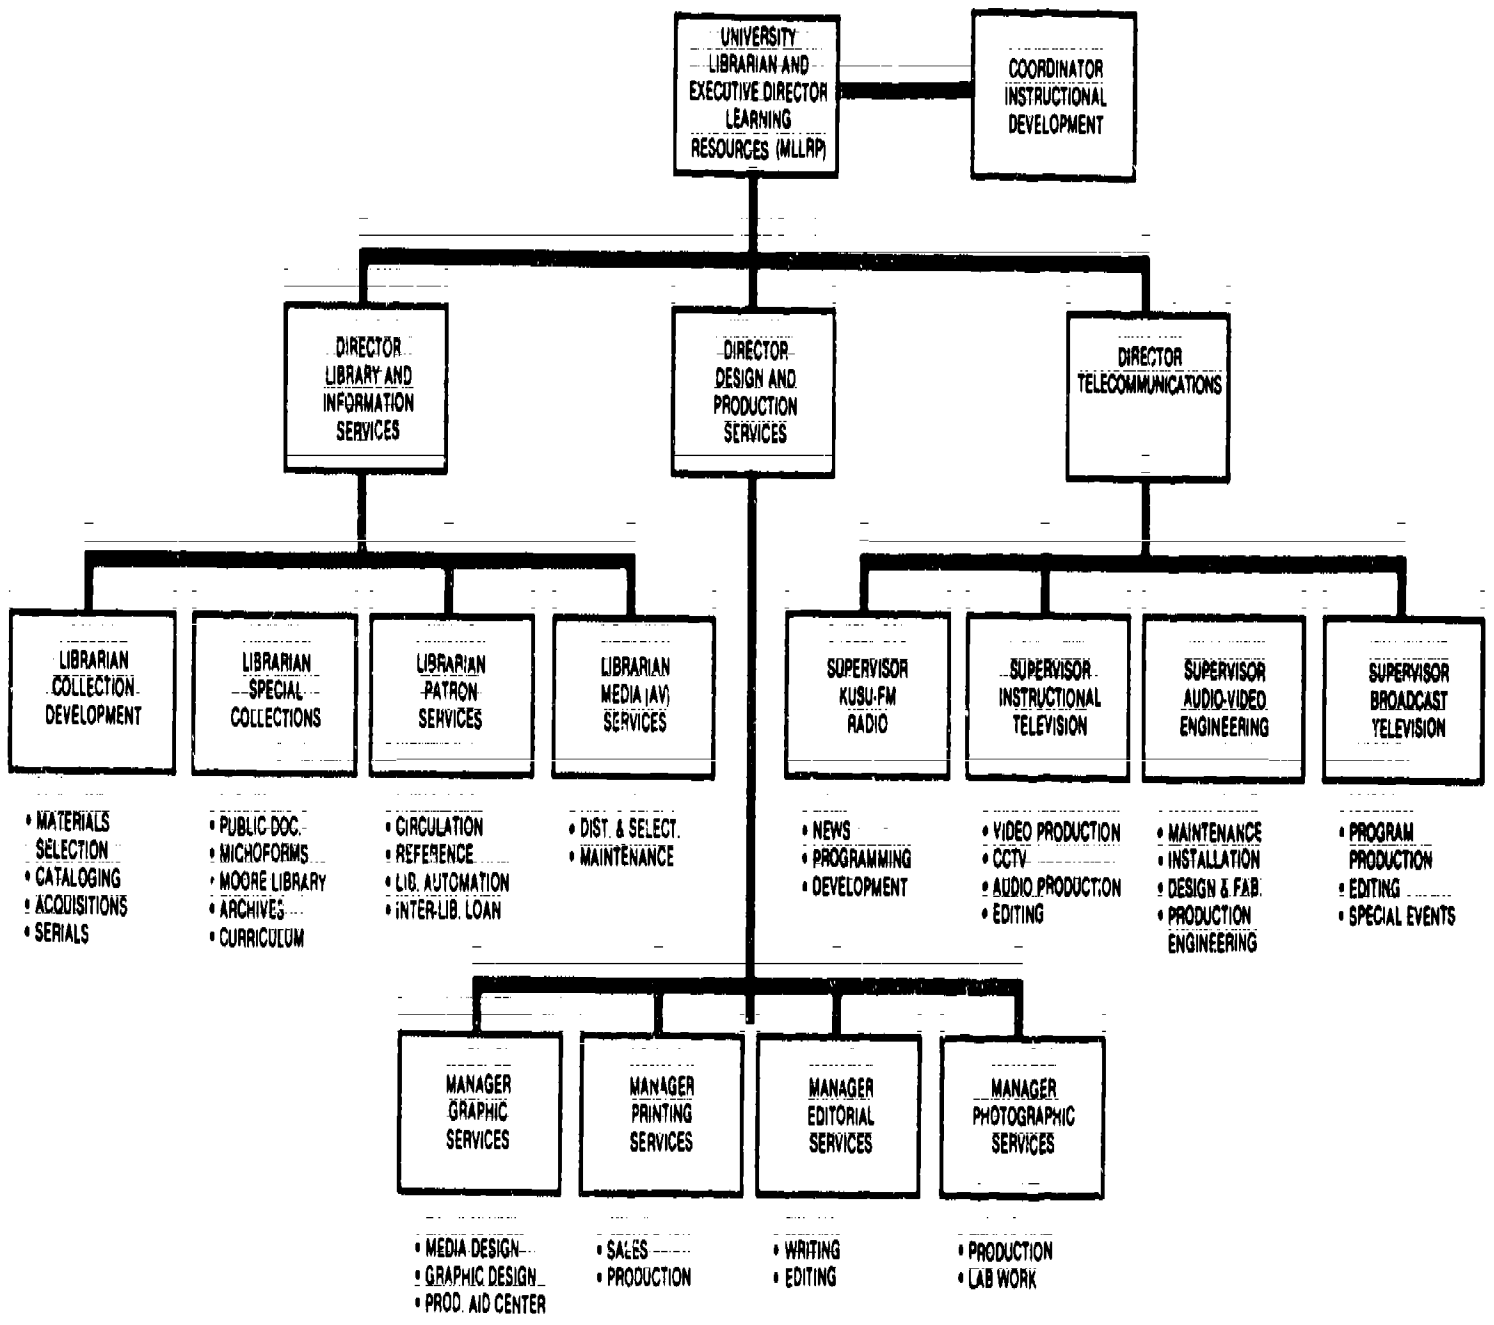 UNIVERSITY
LIBRARIAN AND
EXECUTIVE DIRECTOR
LEARNING
RESOURCES (MLLRP)
COORDINATOR
INSTRUCTIONAL
DEVELOPMENT
DIRECTOR
LIBRARY AND
INFORMATION
SERVICES
DIRECTOR
DESIGN AND
PRODUCTION
SERVICES
DIRECTOR
TELECOMMUNICATIONS
LIBRARIAN
COLLECTION
DEVELOPMENT
LIBRARIAN
SPECIAL
COLLECTIONS
LIBRARIAN
PATRON
SERVICES
LIBRARIAN
MEDIA (AV)
SERVICES
SUPERVISOR
KUSU-FM
RADIO
SUPERVISOR
INSTRUCTIONAL
TELEVISION
SUPERVISOR
AUDIO-VIDEO
ENGINEERING
SUPERVISOR
BROADCAST
TELEVISION
• MATERIALS
SELECTION
• CATALOGING
• ACQUISITIONS
• SERIALS
• PUBLIC DOC.
• MICHOFORMS
• MOORE LIBRARY
• ARCHIVES
• CURRICULUM
• CIRCULATION
• REFERENCE
• LIB. AUTOMATION
• INTER-LIB. LOAN
• DIST. & SELECT.
• MAINTENANCE
• NEWS
• PROGRAMMING
• DEVELOPMENT
• VIDEO PRODUCTION
• CCTV
• AUDIO PRODUCTION
• EDITING
• MAINTENANCE
• INSTALLATION
• DESIGN & FAB.
• PRODUCTION
ENGINEERING
• PROGRAM
PRODUCTION
• EDITING
• SPECIAL EVENTS
MANAGER
GRAPHIC
SERVICES
MANAGER
PRINTING
SERVICES
MANAGER
EDITORIAL
SERVICES
MANAGER
PHOTOGRAPHIC
SERVICES
• MEDIA DESIGN
• GRAPHIC DESIGN
• PROD. AID CENTER
• SALES
• PRODUCTION
• WRITING
• EDITING
• PRODUCTION
• LAB WORK